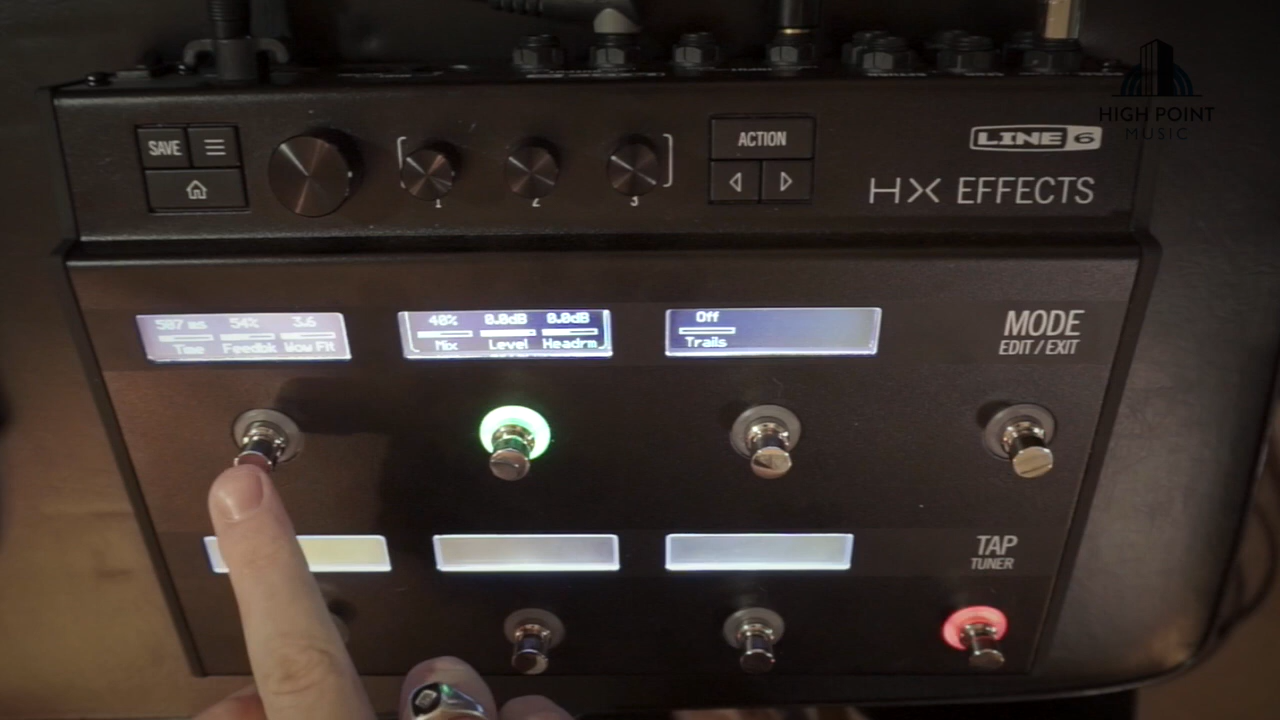 HIGH POINT
MUSIC
SAVE
ACTION
LINE 6
HX EFFECTS
1 2 3
507 ms 54% 3.6
Time Feedbk Wow Flt
40% 0.0dB 0.0dB
Mix Level Headrm
Off
Trails
MODE
EDIT / EXIT
TAP
TUNER